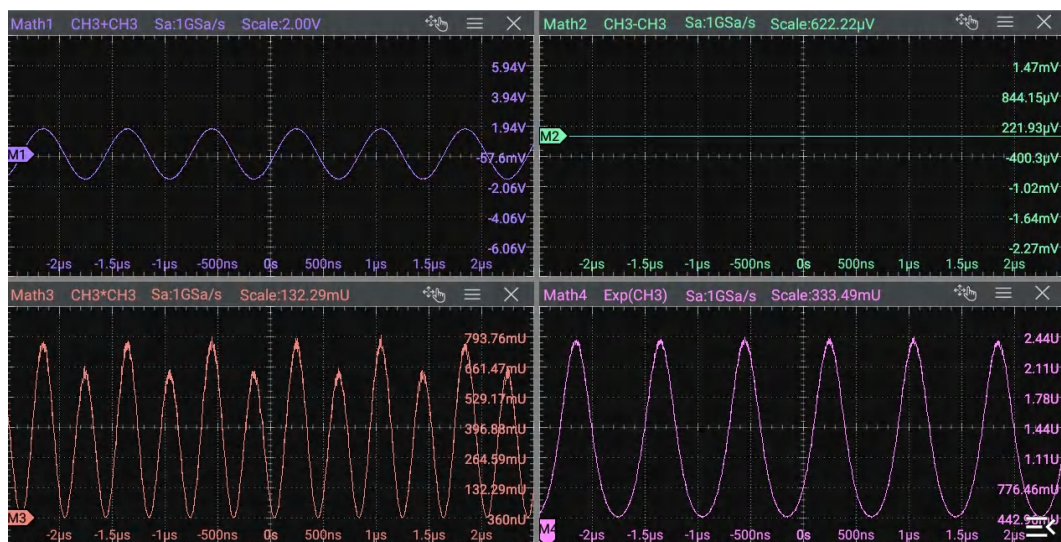 Math1 CH3+CH3 Sa:1GSa/s Scale:2.00V
5.94V
3.94V
1.94V
M1
-57.6mV
-2.06V
-4.06V
-6.06V
-2µs -1.5µs -1µs -500ns 0s 500ns 1µs 1.5µs 2µs
Math2 CH3-CH3 Sa:1GSa/s Scale:622.22µV
1.47mV
844.15µV
221.93µV
M2
-400.3µV
-1.02mV
-1.64mV
-2.27mV
-2µs -1.5µs -1µs -500ns 0s 500ns 1µs 1.5µs 2µs
Math3 CH3*CH3 Sa:1GSa/s Scale:132.29mU
793.76mU
661.47mU
529.17mU
396.88mU
264.59mU
132.29mU
M3
360nU
-2µs -1.5µs -1µs -500ns 0s 500ns 1µs 1.5µs 2µs
Math4 Exp(CH3) Sa:1GSa/s Scale:333.49mU
2.44U
2.11U
1.78U
1.44U
1.11U
776.46mU
M4
-2µs -1.5µs -1µs -500ns 0s 500ns 1µs 1.5µs 2µs